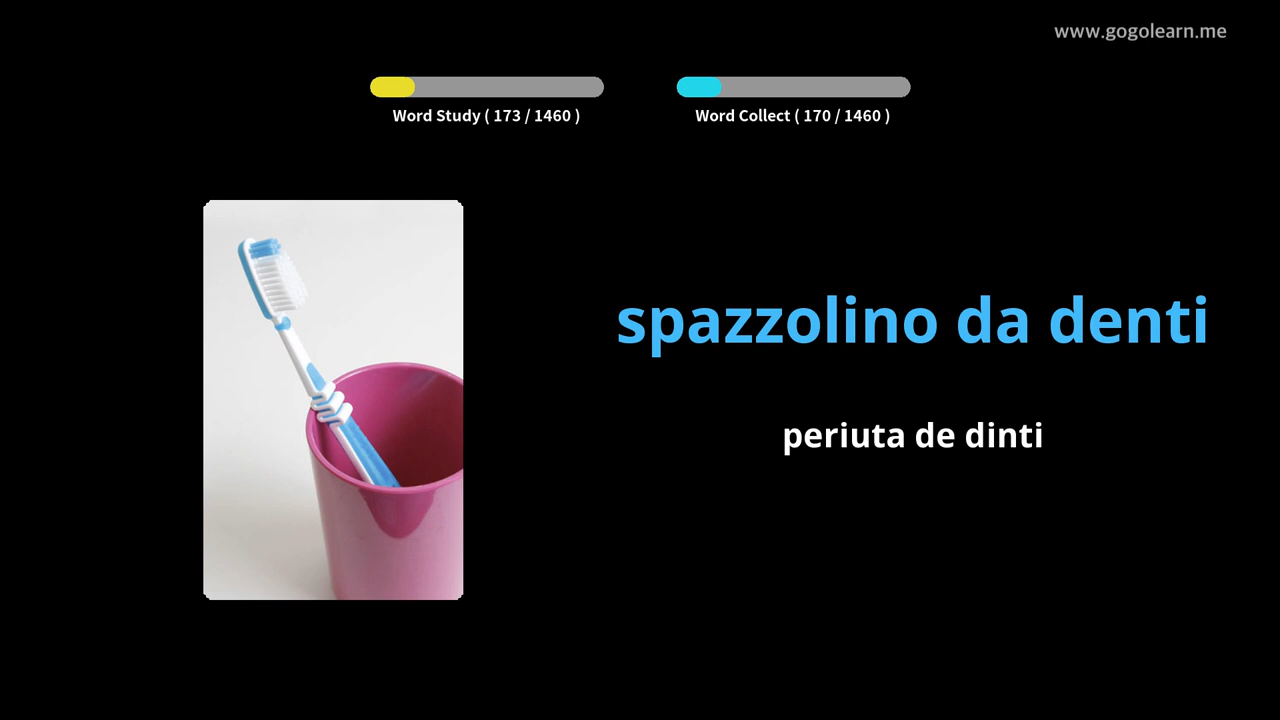 www.gogolearn.me
Word Study ( 173 / 1460 )
Word Collect ( 170 / 1460 )
spazzolino da denti
periuta de dinti